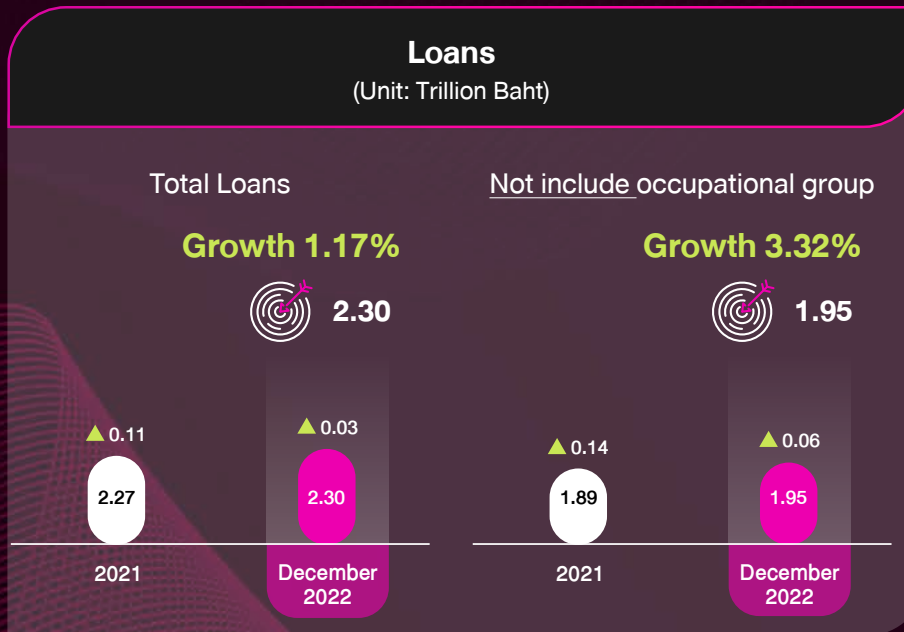 Loans
(Unit: Trillion Baht)
Total Loans
Growth 1.17%
2.30
▲ 0.11
▲ 0.03
2.27
2.30
2021
December
2022
Not include occupational group
Growth 3.32%
1.95
▲ 0.14
▲ 0.06
1.89
1.95
2021
December
2022